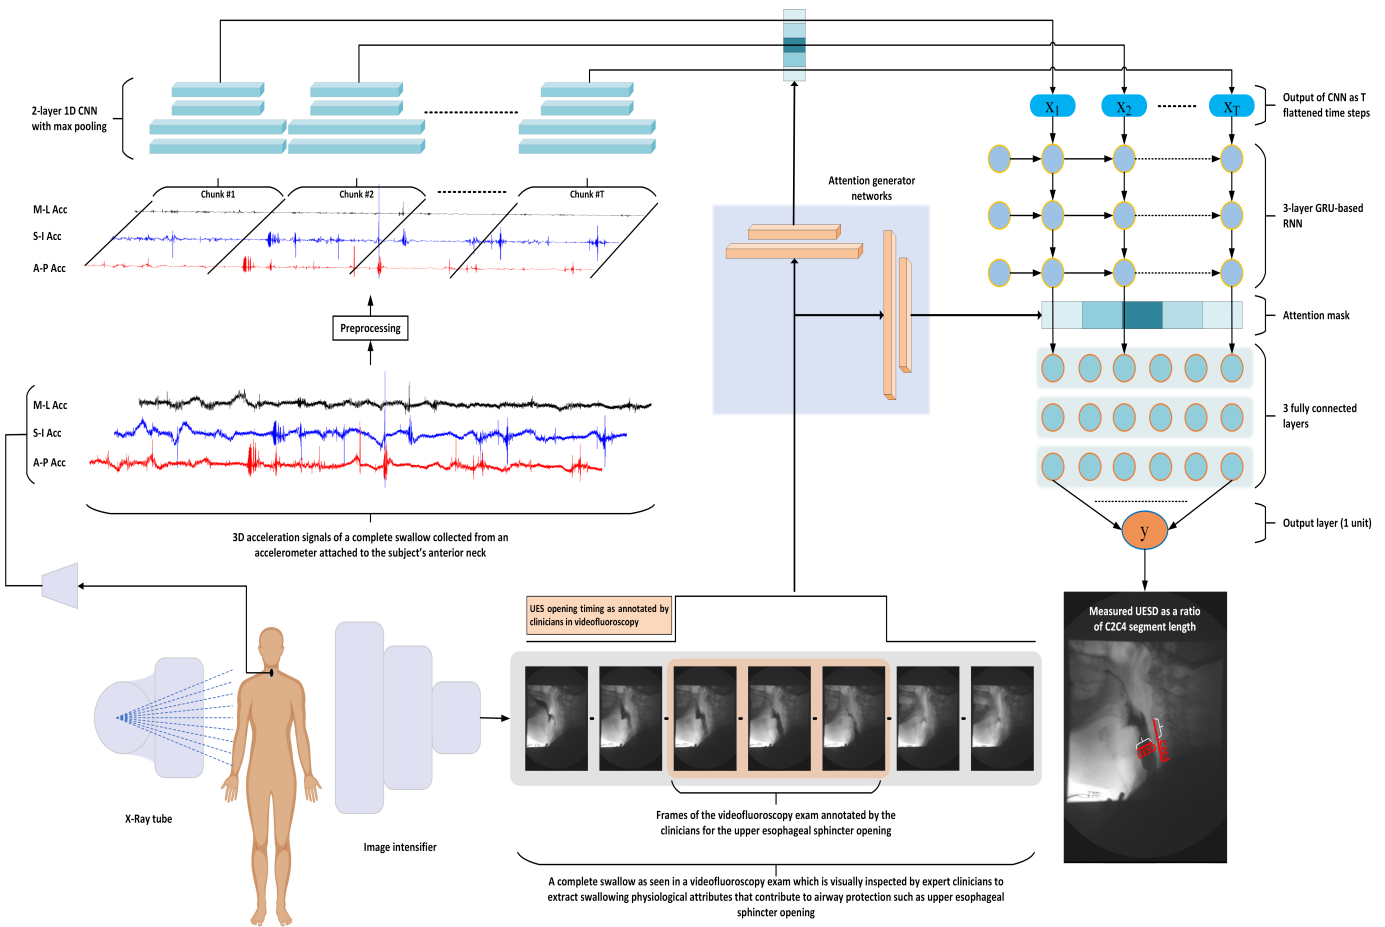 2-layer 1D CNN
with max pooling
Chunk #1
Chunk #2
Chunk #T
M-L Acc
S-I Acc
A-P Acc
Preprocessing
M-L Acc
S-I Acc
A-P Acc
3D acceleration signals of a complete swallow collected from an
accelerometer attached to the subject's anterior neck
X-Ray tube
Image intensifier
Attention generator
networks
UES opening timing as annotated by
clinicians in videofluoroscopy
Frames of the videofluoroscopy exam annotated by the
clinicians for the upper esophageal sphincter opening
A complete swallow as seen in a videofluoroscopy exam which is visually inspected by expert clinicians to
extract swallowing physiological attributes that contribute to airway protection such as upper esophageal
sphincter opening
X1
X2
XT
Output of CNN as T
flattened time steps
3-layer GRU-based
RNN
Attention mask
3 fully connected
layers
y
Output layer (1 unit)
Measured UESD as a ratio
of C2C4 segment length